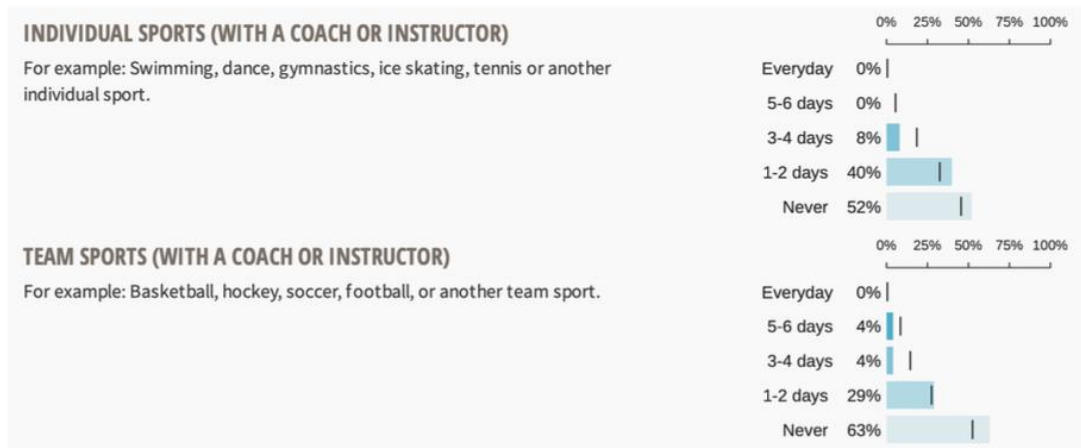 INDIVIDUAL SPORTS (WITH A COACH OR INSTRUCTOR)
For example: Swimming, dance, gymnastics, ice skating, tennis or another
individual sport.
0% 25% 50% 75% 100%
Everyday 0%
5-6 days 0%
3-4 days 8%
1-2 days 40%
Never 52%
TEAM SPORTS (WITH A COACH OR INSTRUCTOR)
For example: Basketball, hockey, soccer, football, or another team sport.
0% 25% 50% 75% 100%
Everyday 0%
5-6 days 4%
3-4 days 4%
1-2 days 29%
Never 63%